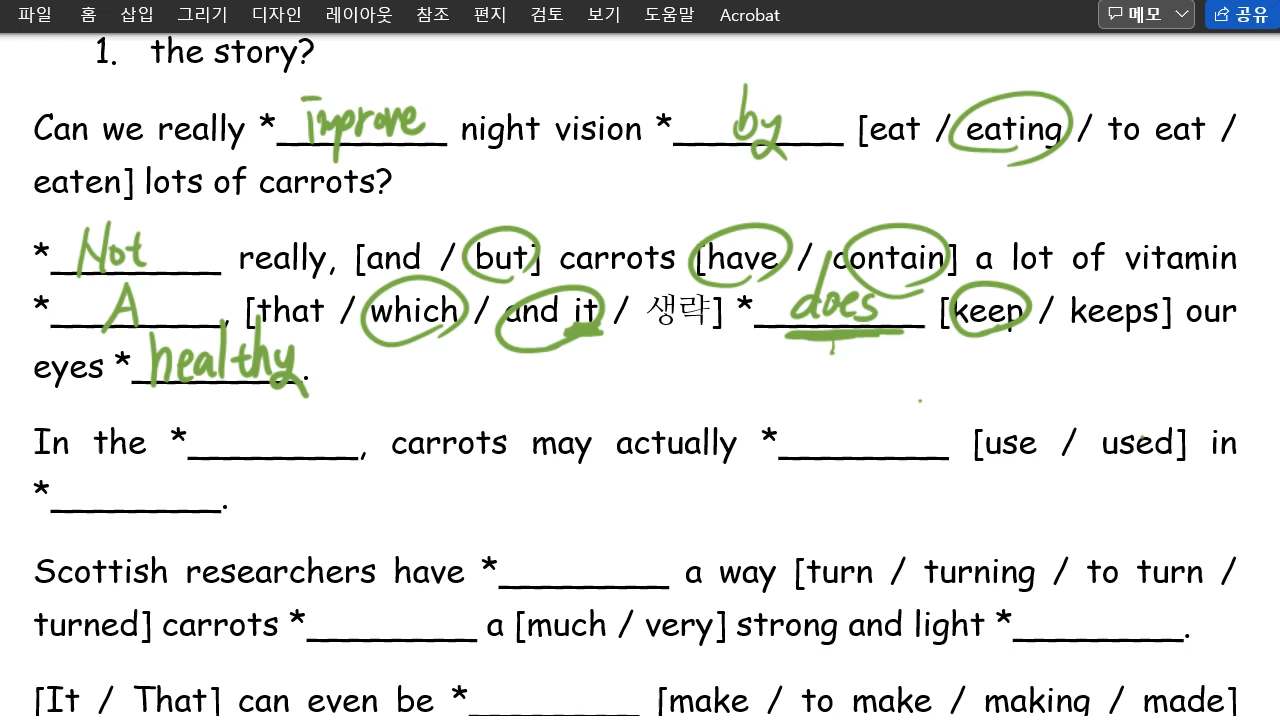 파일 홈 삽입 그리기 디자인 레이아웃 참조 편지 검토 보기 도움말 Acrobat 메모 공유
1. the story?
Can we really *improve night vision *by [eat / eating / to eat /
eaten] lots of carrots?
*Not really, [and / but] carrots [have / contain] a lot of vitamin
*A, [that / which / and it / 생략] *does [keep / keeps] our
eyes *healthy.
In the *________, carrots may actually *________ [use / used] in
*________.
Scottish researchers have *________ a way [turn / turning / to turn /
turned] carrots *________ a [much / very] strong and light *________.
[It / That] can even be *________ [make / to make / making / made]